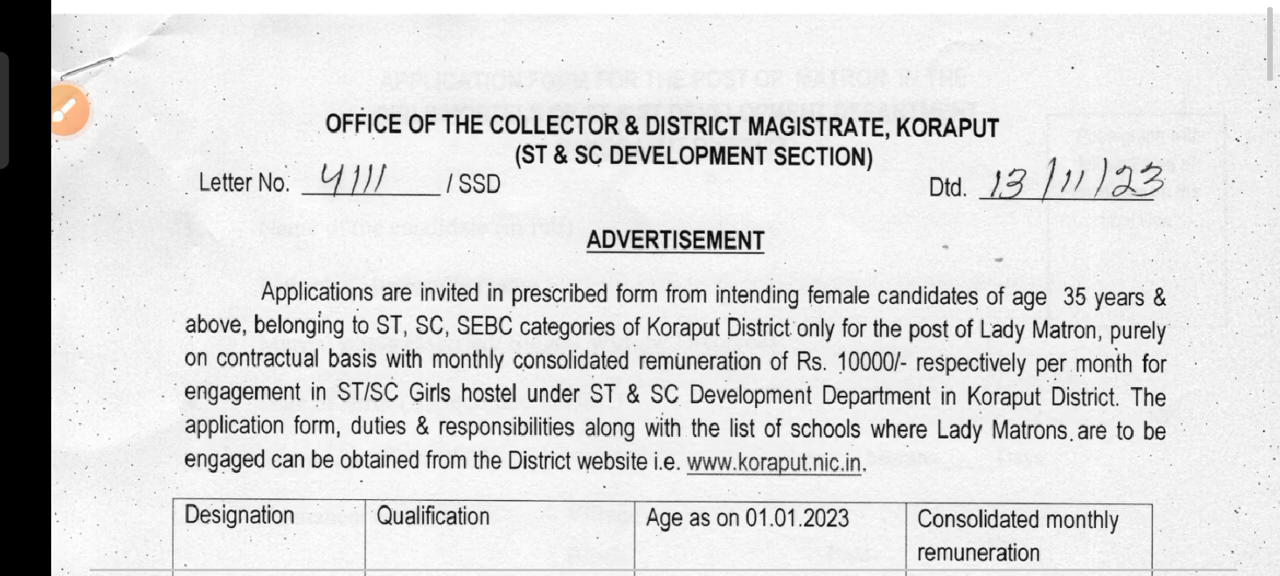 OFFICE OF THE COLLECTOR & DISTRICT MAGISTRATE, KORAPUT
(ST & SC DEVELOPMENT SECTION)
Letter No. 4111 / SSD Dtd. 13/11/23
ADVERTISEMENT
Applications are invited in prescribed form from intending female candidates of age 35 years &
above, belonging to ST, SC, SEBC categories of Koraput District only for the post of Lady Matron, purely
on contractual basis with monthly consolidated remuneration of Rs. 10000/- respectively per month for
engagement in ST/SC Girls hostel under ST & SC Development Department in Koraput District. The
application form, duties & responsibilities along with the list of schools where Lady Matrons are to be
engaged can be obtained from the District website i.e. www.koraput.nic.in.
Designation Qualification Age as on 01.01.2023 Consolidated monthly
remuneration